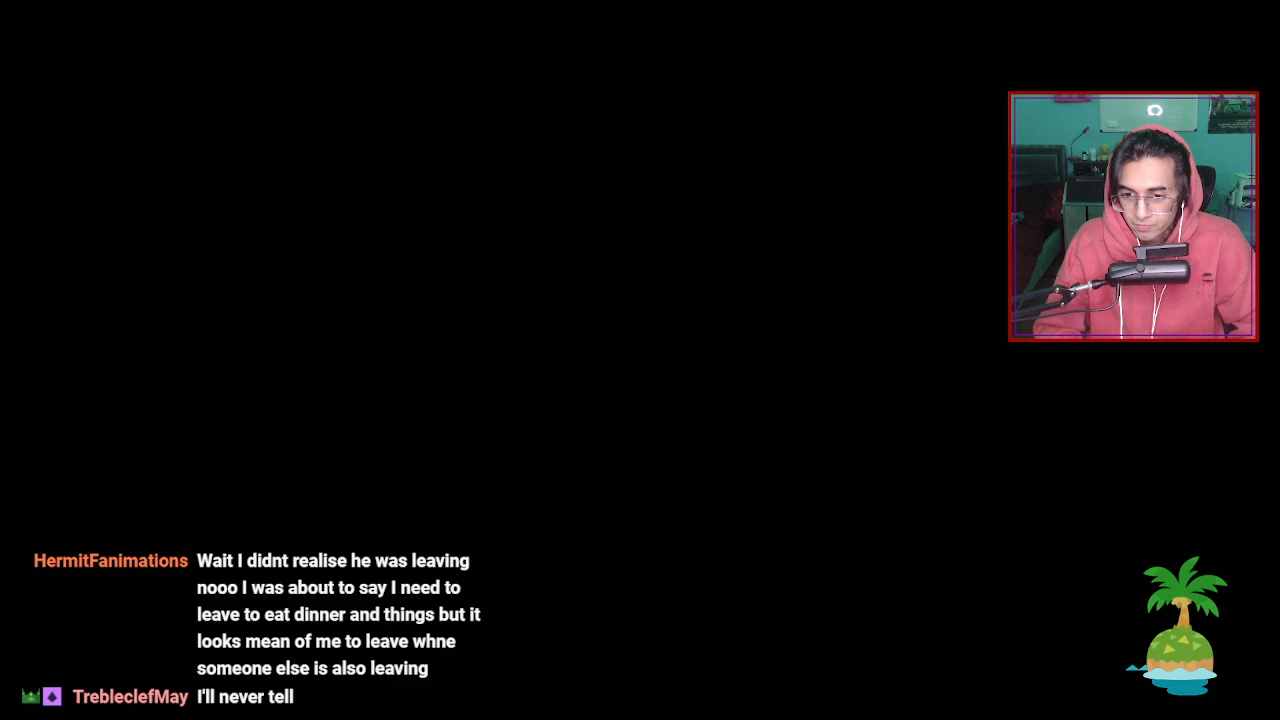 HermitFanimations Wait I didnt realise he was leaving
nooo I was about to say I need to
leave to eat dinner and things but it
looks mean of me to leave whne
someone else is also leaving
TrebleclefMay I'll never tell